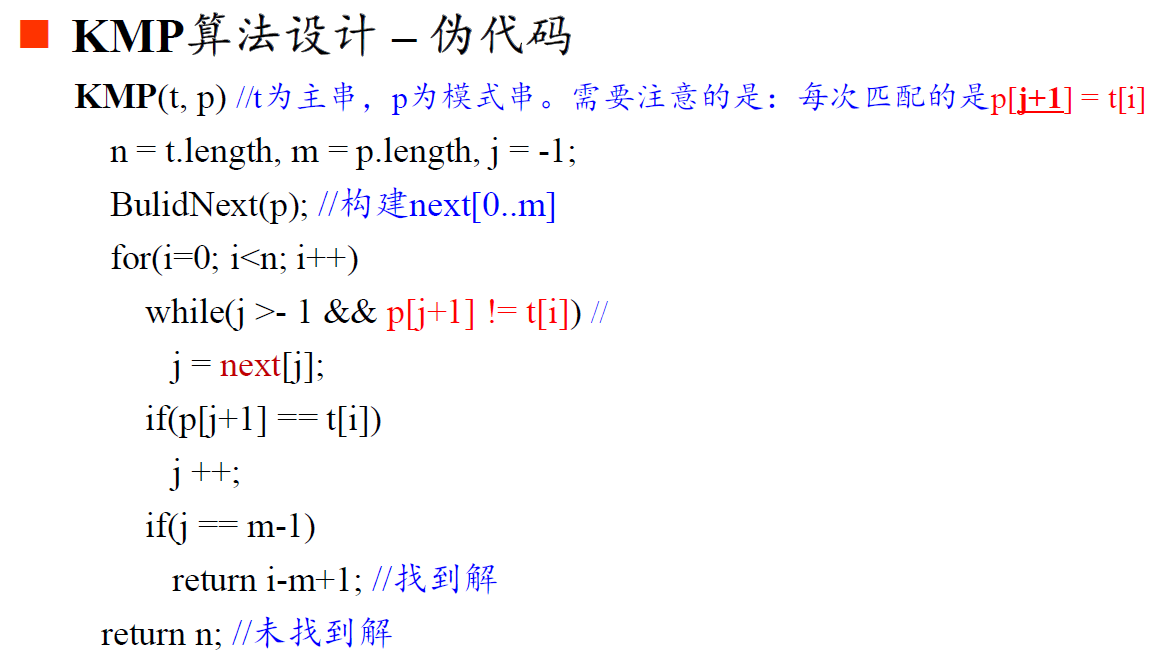 KMP算法设计 – 伪代码
KMP(t, p) //t为主串，p为模式串。需要注意的是：每次匹配的是p[j+1] = t[i]
n = t.length, m = p.length, j = -1;
BulidNext(p); //构建next[0..m]
for(i=0; i<n; i++)
while(j >- 1 && p[j+1] != t[i]) //
j = next[j];
if(p[j+1] == t[i])
j ++;
if(j == m-1)
return i-m+1; //找到解
return n; //未找到解